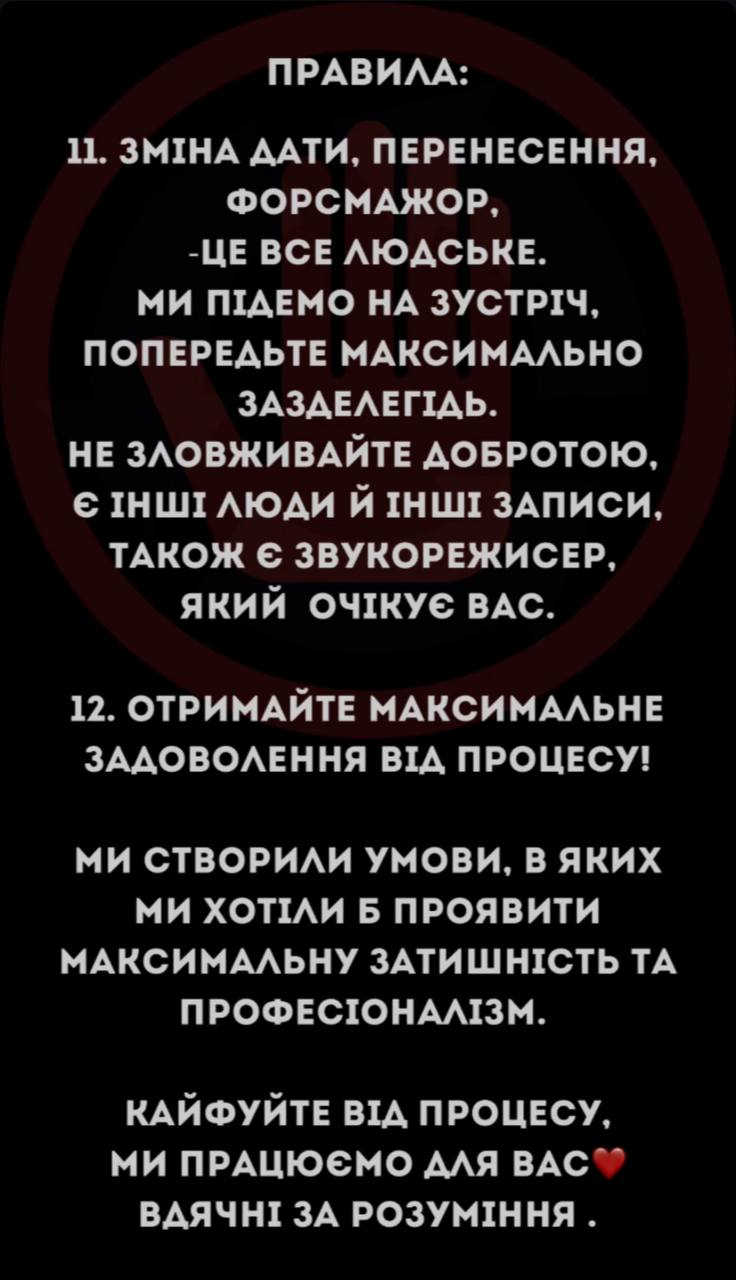 ПРАВИЛА:
11. ЗМІНА ДАТИ, ПЕРЕНЕСЕННЯ,
ФОРСМАЖОР,
-ЦЕ ВСЕ ЛЮДСЬКЕ.
МИ ПІДЕМО НА ЗУСТРІЧ,
ПОПЕРЕДЬТЕ МАКСИМАЛЬНО
ЗАЗДЕЛЕГІДЬ.
НЕ ЗЛОВЖИВАЙТЕ ДОБРОТОЮ,
Є ІНШІ ЛЮДИ Й ІНШІ ЗАПИСИ,
ТАКОЖ Є ЗВУКОРЕЖИСЕР,
ЯКИЙ ОЧІКУЄ ВАС.
12. ОТРИМАЙТЕ МАКСИМАЛЬНЕ
ЗАДОВОЛЕННЯ ВІД ПРОЦЕСУ!
МИ СТВОРИЛИ УМОВИ, В ЯКИХ
МИ ХОТІЛИ Б ПРОЯВИТИ
МАКСИМАЛЬНУ ЗАТИШНІСТЬ ТА
ПРОФЕСІОНАЛІЗМ.
КАЙФУЙТЕ ВІД ПРОЦЕСУ,
МИ ПРАЦЮЄМО ДЛЯ ВАС❤️
ВДЯЧНІ ЗА РОЗУМІННЯ .